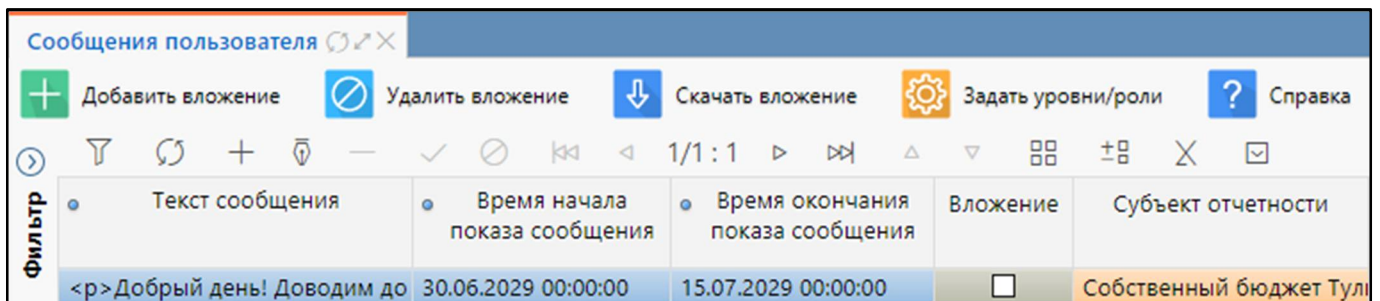 Сообщения пользователя
Добавить вложение Удалить вложение Скачать вложение Задать уровни/роли ? Справка
1/1 : 1
Фильтр
Текст сообщения Время начала показа сообщения Время окончания показа сообщения Вложение Субъект отчетности
<p>Добрый день! Доводим до 30.06.2029 00:00:00 15.07.2029 00:00:00 Собственный бюджет